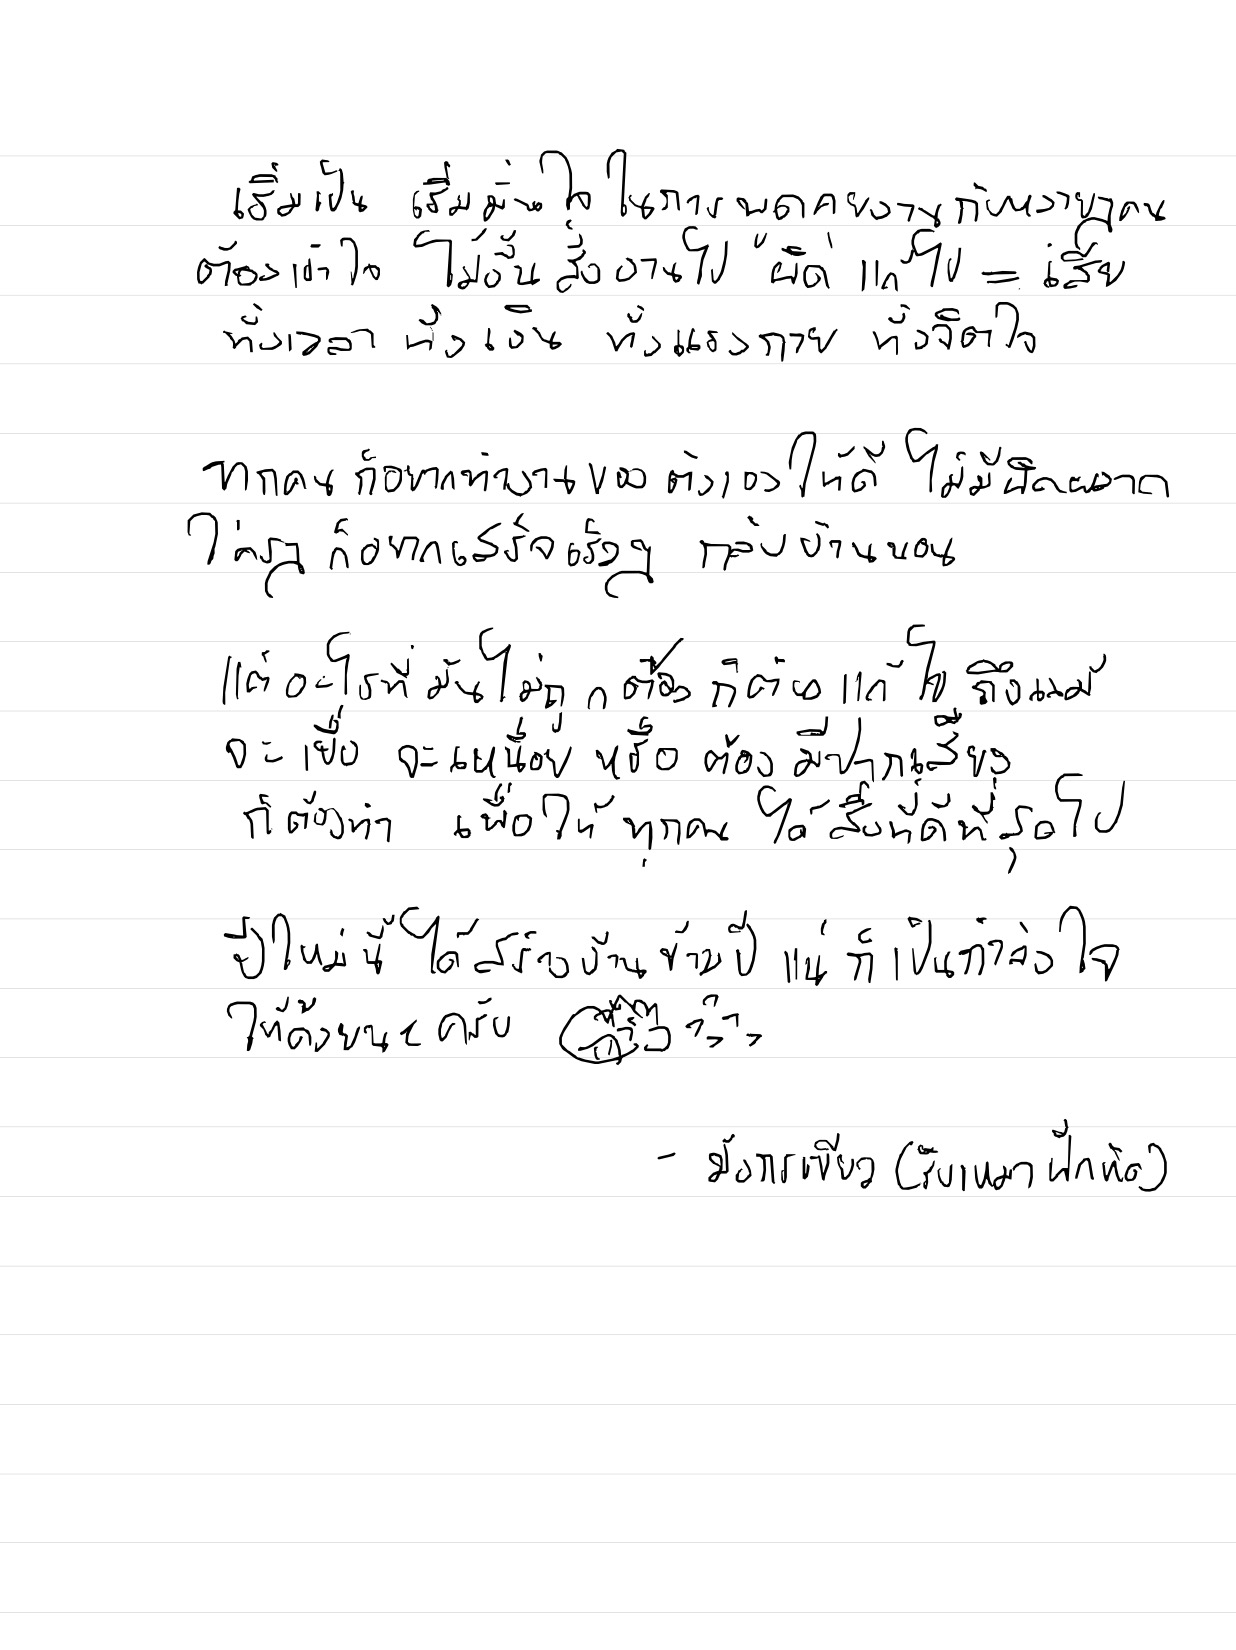 เริ่มเป็น เริ่มมั่นใจ ในการพูดคุยงานกับหลายๆคน
ต้องเข้าใจ ไม่งั้นสั่งงานไป "ผิด" แก้ไป = เสีย
ทั้งเวลา ทั้งเงิน ทั้งแรงกาย ทั้งจิตใจ
ทุกคนก็อยากทำงานของตัวเองให้ดี ไม่มีผิดพลาด
ใครๆ ก็อยากเสร็จเร็วๆ กลับบ้านนอน
แต่อะไรที่มันไม่ถูกต้อง ก็ต้องแก้ไข ถึงแม้
จะเยื่อ จะเหนื่อย หรือ ต้องมีปากเสียง
ก็ต้องทำ เพื่อให้ทุกคน ได้สิ่งที่ดีที่สุดไป
ปีใหม่นี้ ได้สร้างบ้านข้ามปี แน่ ก็เป็นกำลังใจ
ให้ด้วยนะครับ
- มังกรเขียว (รับเหมาฝึกหัด)